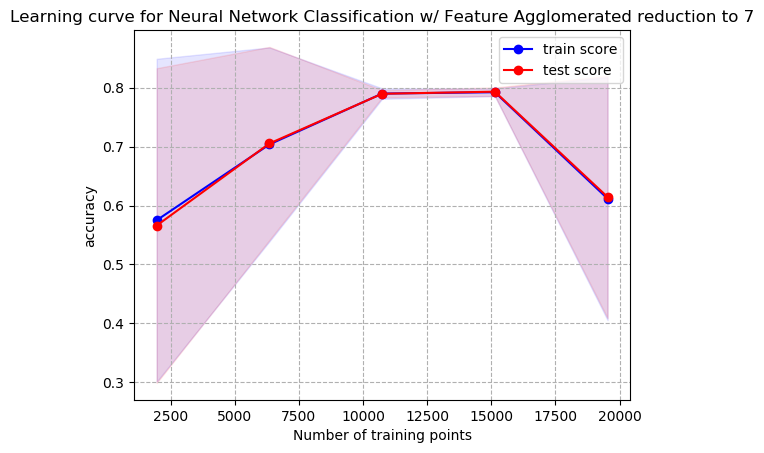 Learning curve for Neural Network Classification w/ Feature Agglomerated reduction to 7
train score
test score
0.8
0.7
0.6
0.5
0.4
0.3
accuracy
2500 5000 7500 10000 12500 15000 17500 20000
Number of training points